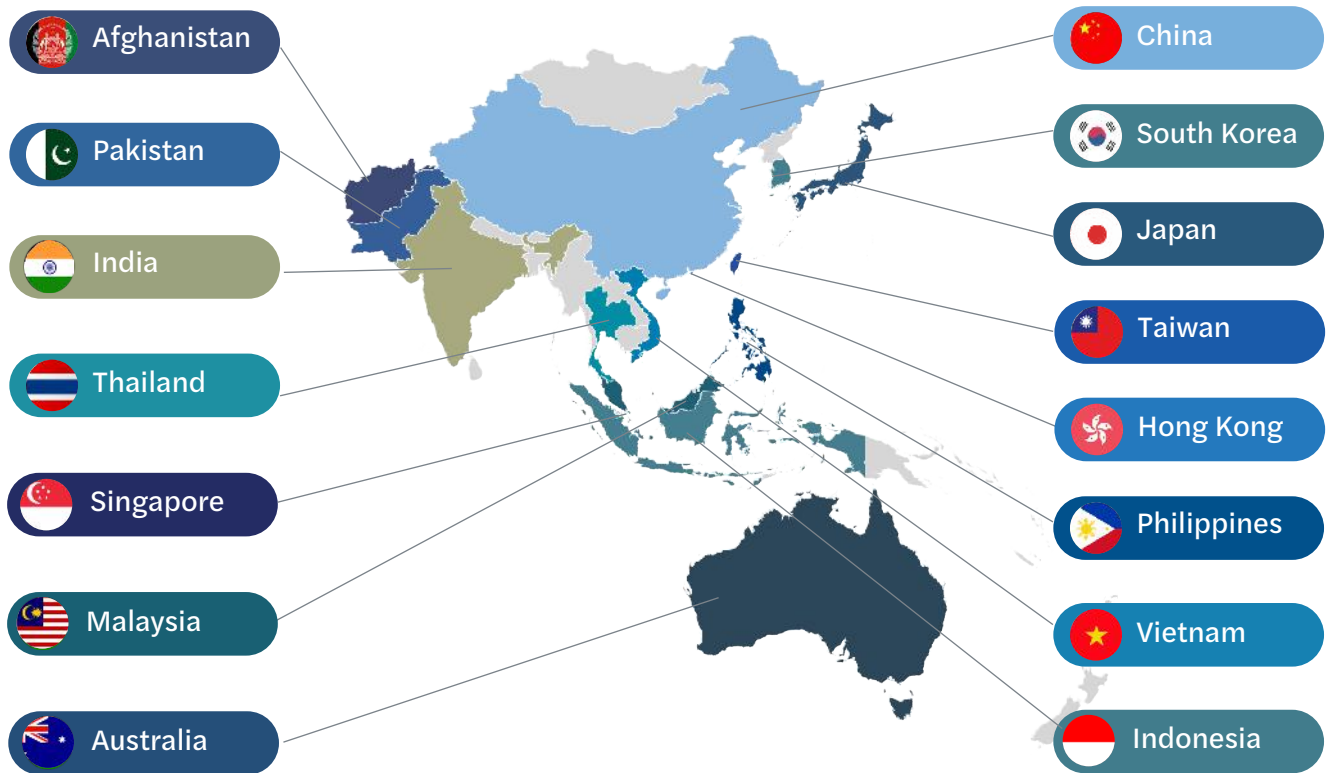 Afghanistan
Pakistan
India
Thailand
Singapore
Malaysia
Australia
China
South Korea
Japan
Taiwan
Hong Kong
Philippines
Vietnam
Indonesia